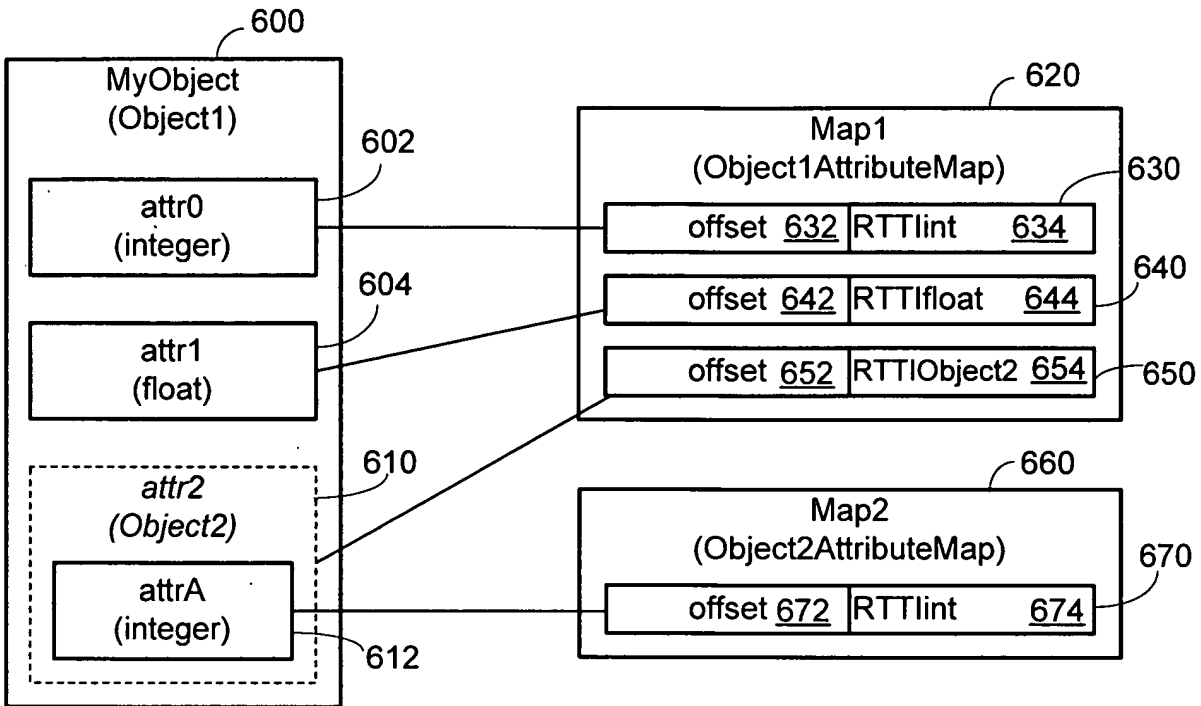 600
MyObject
(Object1)
602
attr0
(integer)
604
attr1
(float)
610
attr2
(Object2)
attrA
(integer)
612
620
Map1
(Object1AttributeMap)
630
offset 632 RTTIint 634
640
offset 642 RTTIfloat 644
offset 652 RTTIObject2 654
650
660
Map2
(Object2AttributeMap)
670
offset 672 RTTIint 674